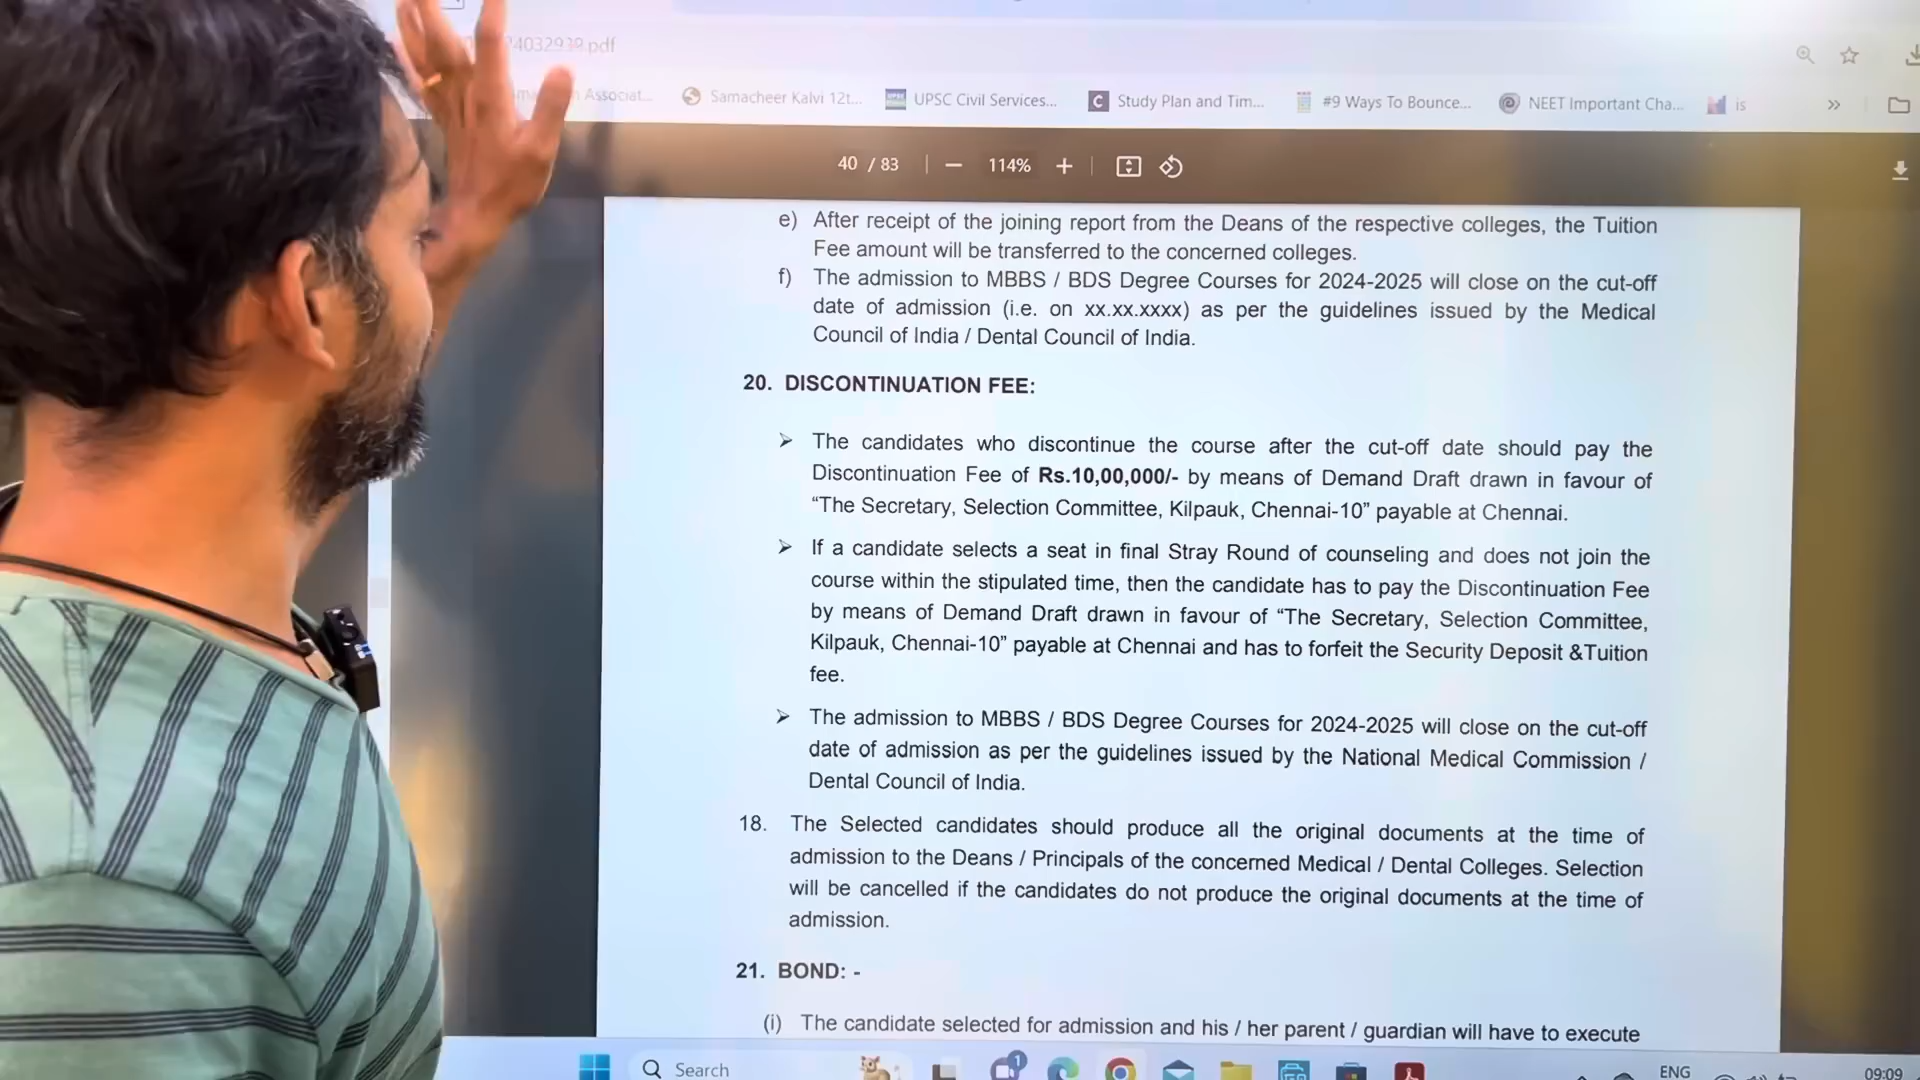 4032939.pdf
Associat...
Samacheer Kalvi 12t...
UPSC Civil Services...
Study Plan and Tim...
#9 Ways To Bounce...
NEET Important Cha...
is
40 / 83
114%
e) After receipt of the joining report from the Deans of the respective colleges, the Tuition
Fee amount will be transferred to the concerned colleges.
f) The admission to MBBS / BDS Degree Courses for 2024-2025 will close on the cut-off
date of admission (i.e. on xx.xx.xxxx) as per the guidelines issued by the Medical
Council of India / Dental Council of India.
20. DISCONTINUATION FEE:
➢ The candidates who discontinue the course after the cut-off date should pay the
Discontinuation Fee of Rs.10,00,000/- by means of Demand Draft drawn in favour of
“The Secretary, Selection Committee, Kilpauk, Chennai-10” payable at Chennai.
➢ If a candidate selects a seat in final Stray Round of counseling and does not join the
course within the stipulated time, then the candidate has to pay the Discontinuation Fee
by means of Demand Draft drawn in favour of “The Secretary, Selection Committee,
Kilpauk, Chennai-10” payable at Chennai and has to forfeit the Security Deposit &Tuition
fee.
➢ The admission to MBBS / BDS Degree Courses for 2024-2025 will close on the cut-off
date of admission as per the guidelines issued by the National Medical Commission /
Dental Council of India.
18. The Selected candidates should produce all the original documents at the time of
admission to the Deans / Principals of the concerned Medical / Dental Colleges. Selection
will be cancelled if the candidates do not produce the original documents at the time of
admission.
21. BOND: -
(i) The candidate selected for admission and his / her parent / guardian will have to execute
Search
1
ENG
09:09